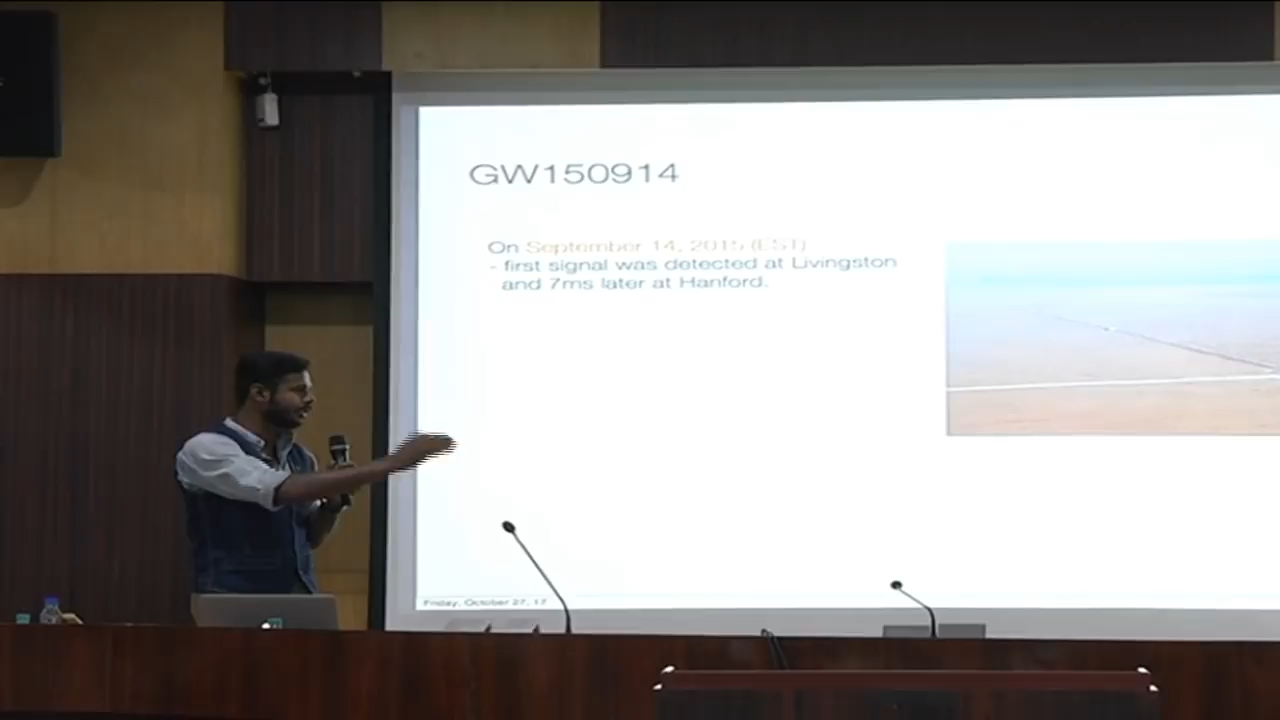 GW150914
On September 14, 2015 (EST)
- first signal was detected at Livingston
and 7ms later at Hanford.
Friday, October 27, 17